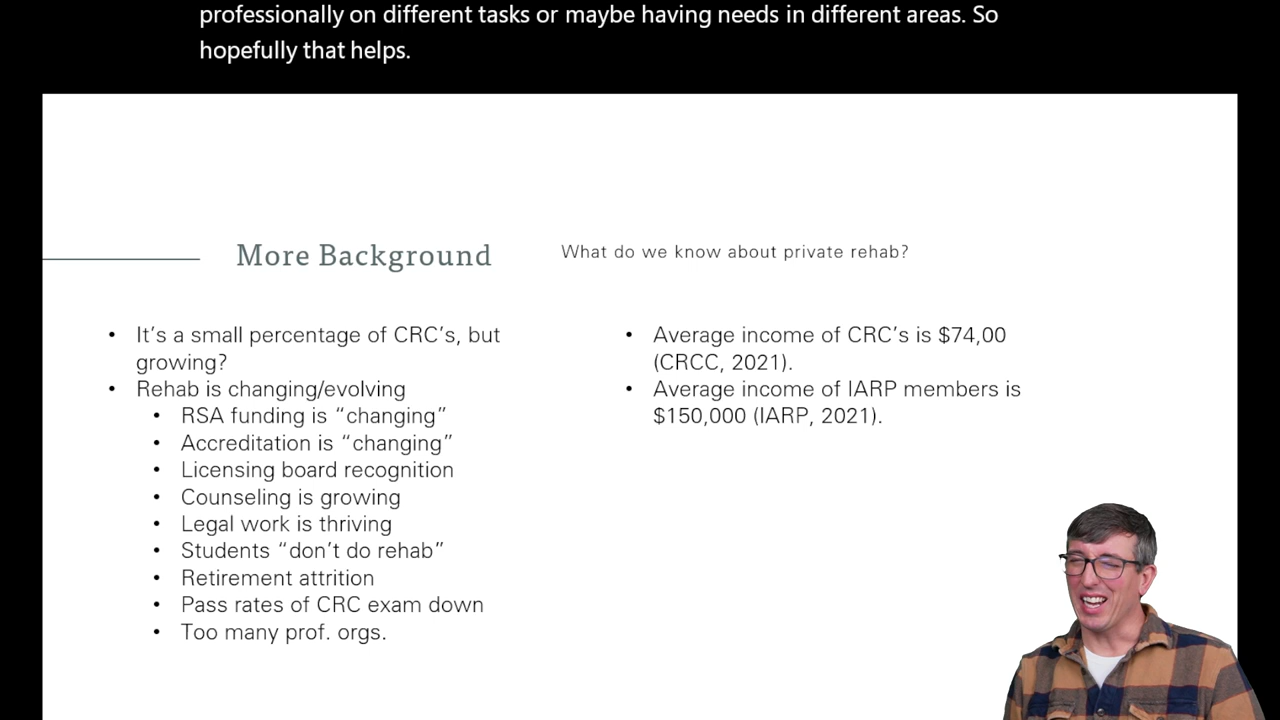 professionally on different tasks or maybe having needs in different areas. So
hopefully that helps.
More Background
What do we know about private rehab?
• It's a small percentage of CRC's, but
growing?
• Rehab is changing/evolving
• RSA funding is “changing”
• Accreditation is “changing”
• Licensing board recognition
• Counseling is growing
• Legal work is thriving
• Students “don't do rehab”
• Retirement attrition
• Pass rates of CRC exam down
• Too many prof. orgs.
• Average income of CRC's is $74,00
(CRCC, 2021).
• Average income of IARP members is
$150,000 (IARP, 2021).